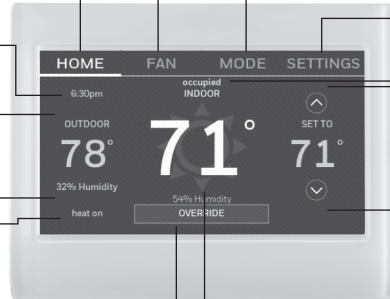 HOME FAN MODE SETTINGS
occupied
6:30pm INDOOR
OUTDOOR 71° SET TO
78° 71°
32% Humidity
54% Humidity
heat on OVERRIDE